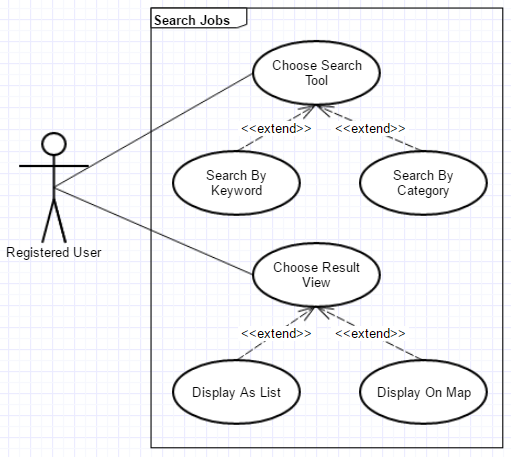 Search Jobs
Choose Search
Tool
<<extend>> <<extend>>
Search By
Keyword
Search By
Category
Registered User
Choose Result
View
<<extend>> <<extend>>
Display As List
Display On Map